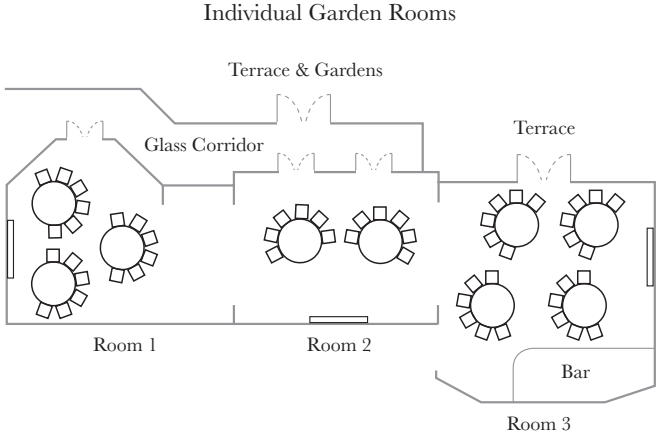 Individual Garden Rooms
Terrace & Gardens
Terrace
Glass Corridor
Room 1
Room 2
Bar
Room 3